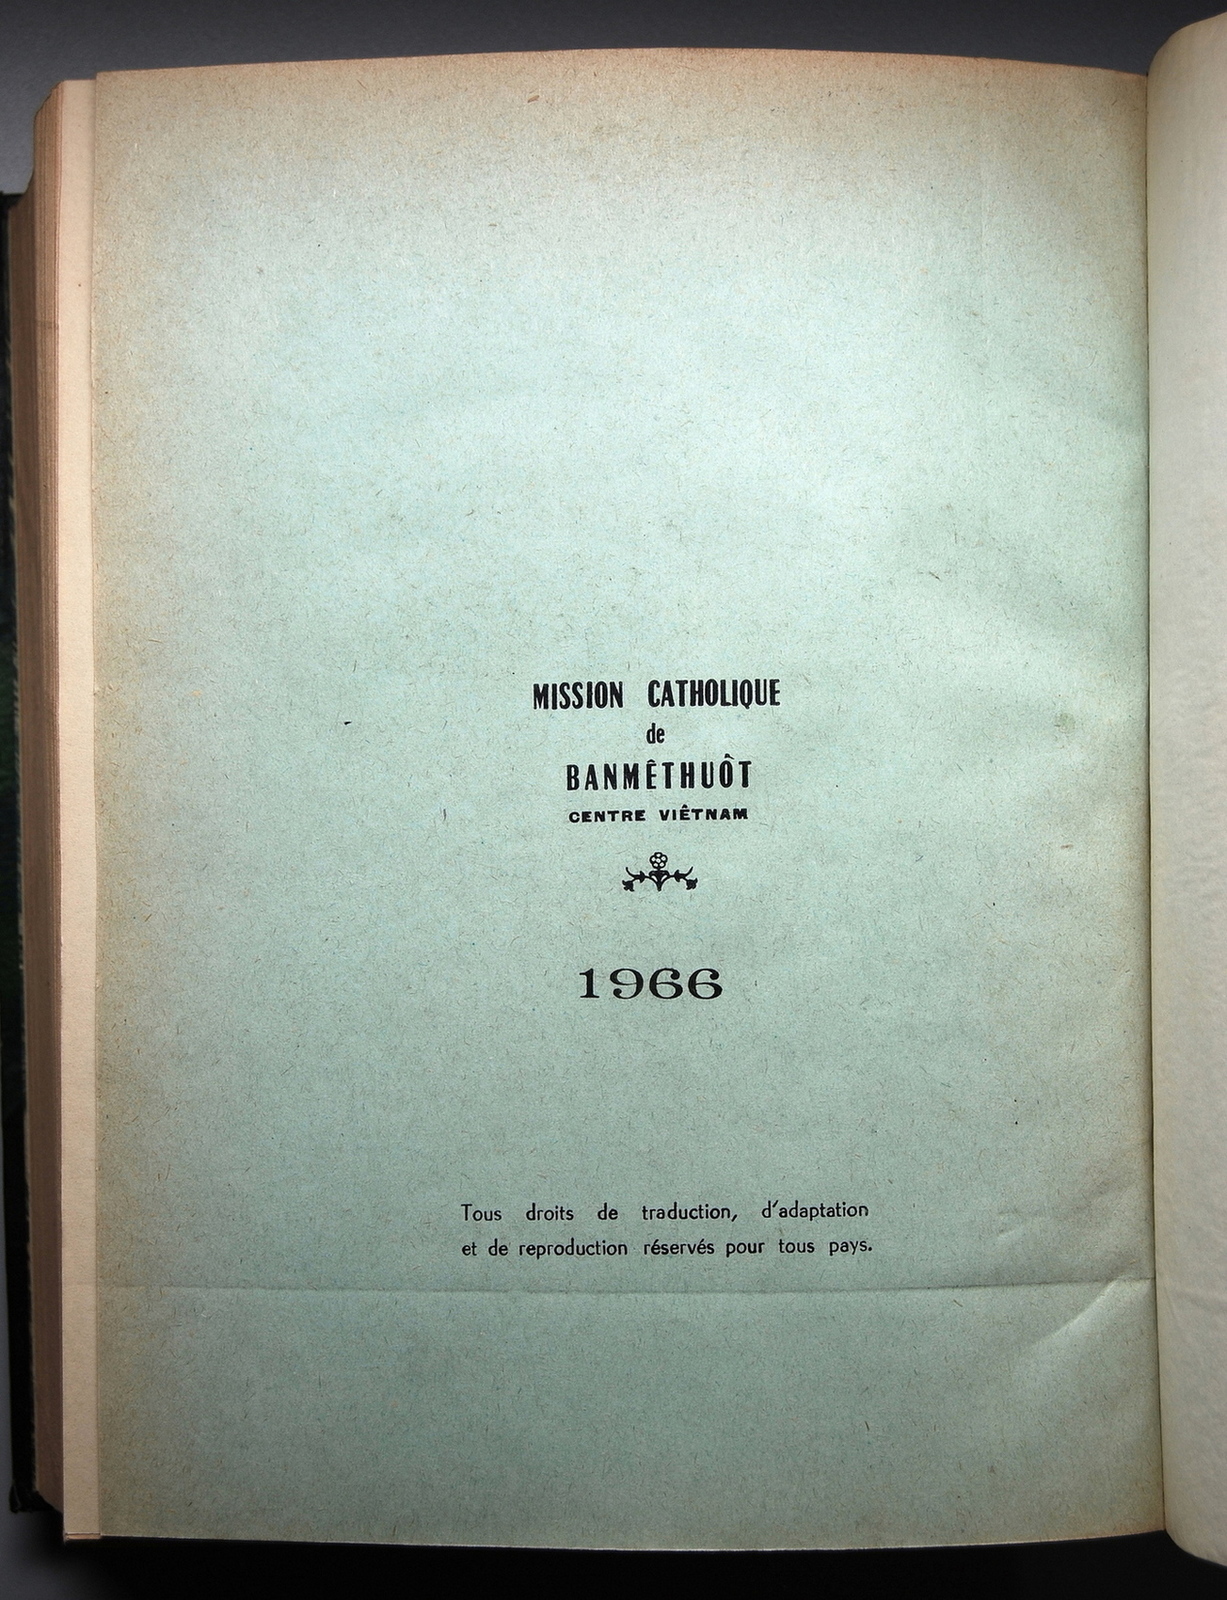 MISSION CATHOLIQUE
de
BANMÊTHUÔT
CENTRE VIÊTNAM
1966
Tous droits de traduction, d'adaptation
et de reproduction réservés pour tous pays.